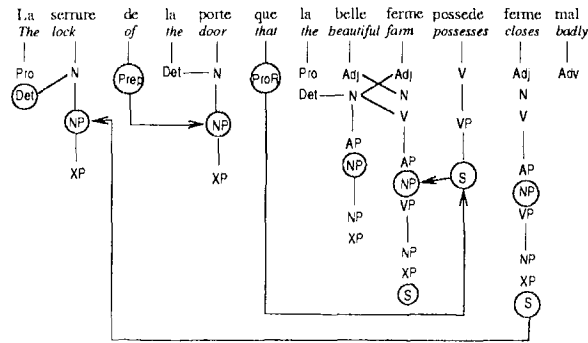 La serrure de la porte que la belle ferme possede ferme mal
The lock of the door that the beautiful farm possesses closes badly
Pro N Prep Det N ProR Pro Adj Adj V Adj Adv
Det Det N N N
NP NP V VP V
AP
XP XP NP AP S AP
NP NP
VP VP
NP
XP NP NP
XP XP
S S